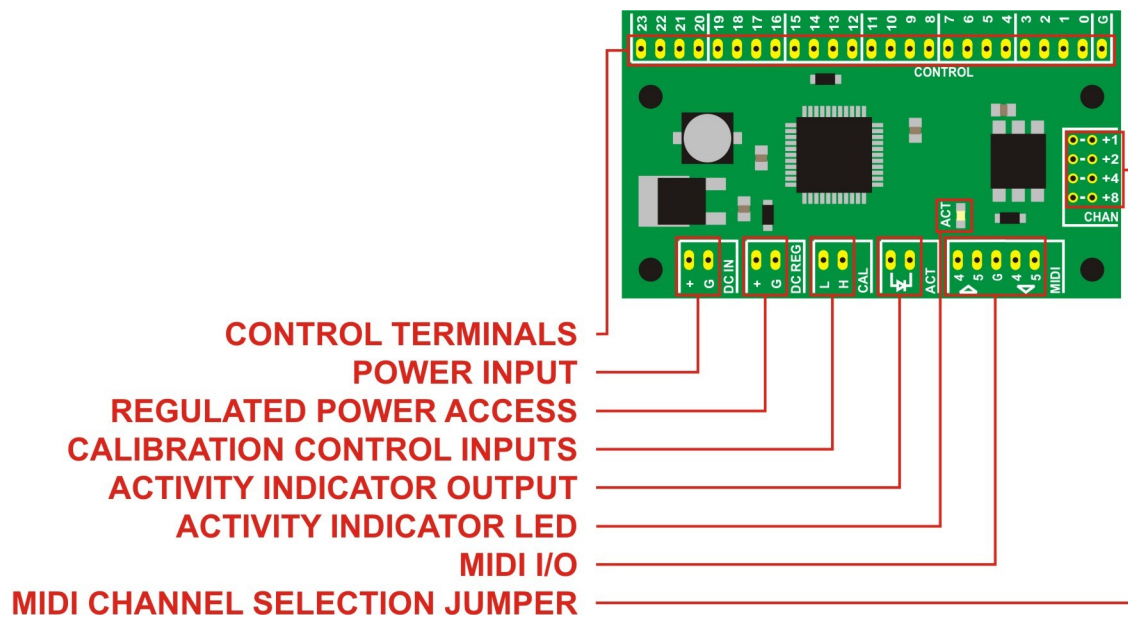 23 22 21 20 19 18 17 16 15 14 13 12 11 10 9 8 7 6 5 4 3 2 1 0 G
CONTROL
+1
+2
+4
+8
CHAN
ACT
+ G DC IN
+ G DC REG
L H CAL
ACT
4 5 G 4 5 MIDI
CONTROL TERMINALS
POWER INPUT
REGULATED POWER ACCESS
CALIBRATION CONTROL INPUTS
ACTIVITY INDICATOR OUTPUT
ACTIVITY INDICATOR LED
MIDI I/O
MIDI CHANNEL SELECTION JUMPER